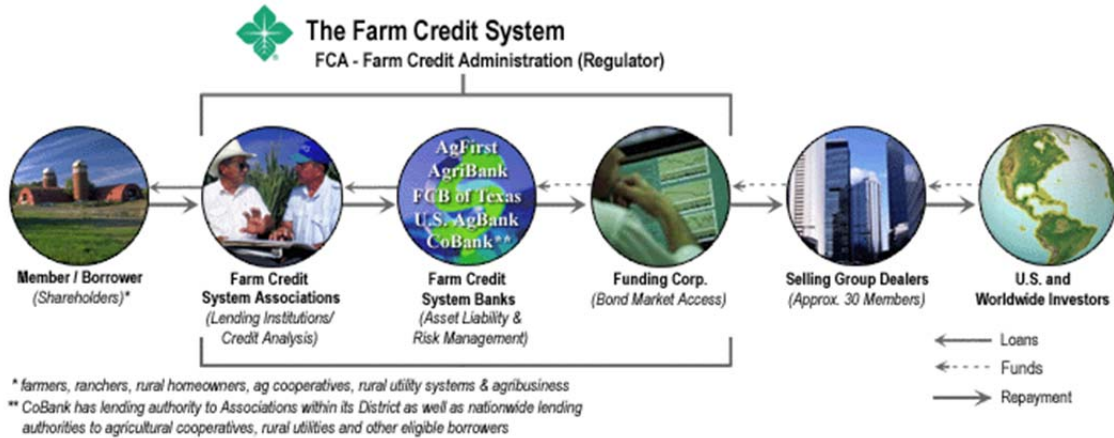 The Farm Credit System
FCA - Farm Credit Administration (Regulator)
AgFirst
AgriBank
FCB of Texas
U.S. AgBank
CoBank**
Member / Borrower
(Shareholders)*
Farm Credit
System Associations
(Lending Institutions/
Credit Analysis)
Farm Credit
System Banks
(Asset Liability &
Risk Management)
Funding Corp.
(Bond Market Access)
Selling Group Dealers
(Approx. 30 Members)
U.S. and
Worldwide Investors
Loans
Funds
Repayment
* farmers, ranchers, rural homeowners, ag cooperatives, rural utility systems & agribusiness
** CoBank has lending authority to Associations within its District as well as nationwide lending
authorities to agricultural cooperatives, rural utilities and other eligible borrowers